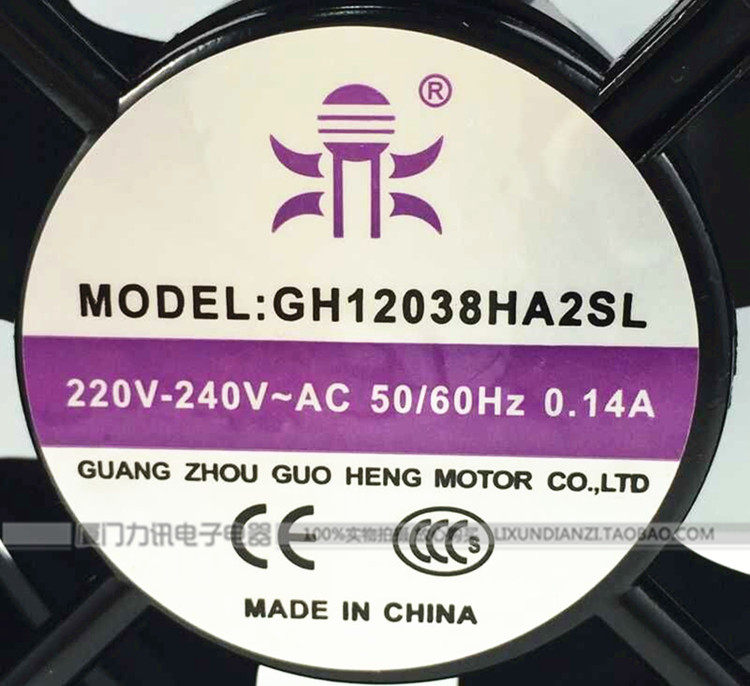 ®
MODEL:GH12038HA2SL
220V-240V~AC 50/60Hz 0.14A
GUANG ZHOU GUO HENG MOTOR CO.,LTD
厦门力讯电子电器 100%实物拍 LIXUNDIANZI.TAOBAO.COM
CE CCC S
MADE IN CHINA